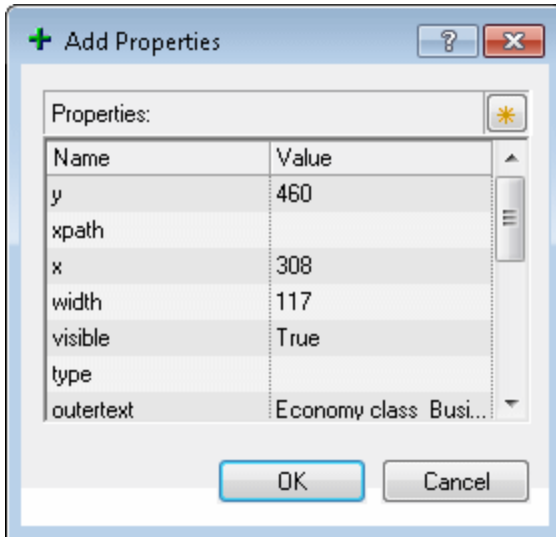 Add Properties
?
Properties:
Name Value
y 460
xpath
x 308
width 117
visible True
type
outertext Economy class Busi...
OK Cancel